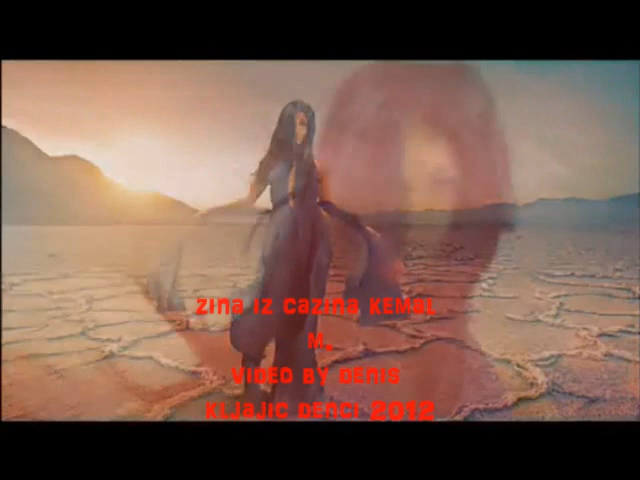 Zina iz Cazina KEMAL
M.
VIDEO BY DENIS
KLJAJIC DENCI 2012